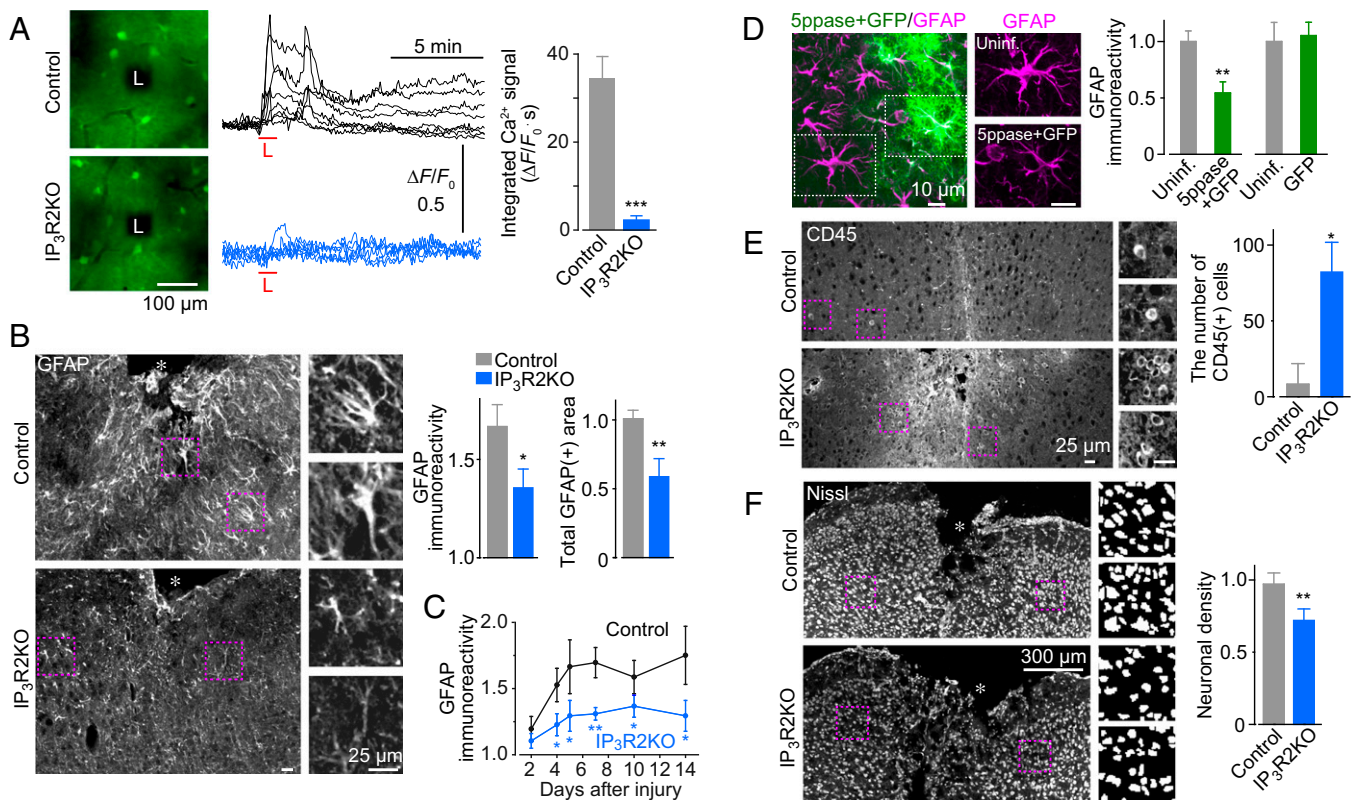 A
Control
L
IP3R2KO
L
100 µm
5 min
L
ΔF/F0
0.5
L
Integrated Ca2+ signal
(ΔF/F0·s)
40
20
0
***
Control
IP3R2KO
B
GFAP
*
Control
*
IP3R2KO
25 µm
Control
IP3R2KO
GFAP
immunoreactivity
1.5
1.0
*
Total GFAP(+) area
1.0
0.5
0
**
C
GFAP
immunoreactivity
2.0
1.5
1.0
Control
IP3R2KO
* * ** * *
2 4 6 8 10 12 14
Days after injury
D
5ppase+GFP/GFAP
GFAP
Uninf.
5ppase+GFP
10 µm
GFAP
immunoreactivity
1.0
0.5
0
**
Uninf.
5ppase
+GFP
Uninf.
GFP
E
CD45
Control
IP3R2KO
25 µm
The number of
CD45(+) cells
100
50
0
*
Control
IP3R2KO
F
Nissl
*
Control
300 µm
*
IP3R2KO
Neuronal density
1.0
0.5
0
**
Control
IP3R2KO